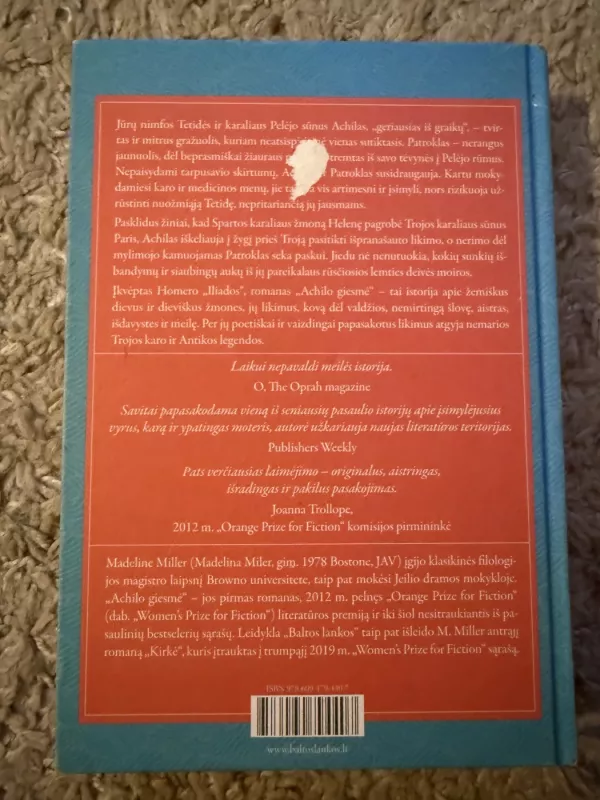 Jūrų nimfos Tetidės ir karaliaus Pelėjo sūnus Achilas, „geriausias iš graikų“, – tvir-
tas ir mitrus gražuolis, kuriam neatsispiria vienas sutiktasis. Patroklas – nerangus
jaunuolis, dėl beprasmiškai žiauraus ištremtas iš savo tėvynės į Pelėjo rūmus.
Nepaisydami tarpusavio skirtumų, Patroklas susidraugauja. Kartu moky-
damiesi karo ir medicinos menų, jie vis artimesni ir įsimyli, nors rizikuoja už-
rūstinti nuožmiąją Tetidę, nepritariančią jų jausmams.
Pasklidus žiniai, kad Spartos karaliaus žmoną Helenę pagrobė Trojos karaliaus sūnus
Paris, Achilas iškeliauja į žygį prieš Troją pasitikti išpranašauto likimo, o nerimo dėl
mylimojo kamuojamas Patroklas seka paskui. Jiedu nė nenutuokia, kokių sunkių iš-
bandymų ir siaubingų aukų iš jų pareikalaus rūsčiosios lemties deivės moiros.
Įkvėptas Homero „Iliados“, romanas „Achilo giesmė“ – tai istorija apie žemiškus
dievus ir dieviškus žmones, jų likimus, kovą dėl valdžios, nemirtingą šlovę, aistras,
išdavystes ir meilę. Per jų poetiškai ir vaizdingai papasakotus likimus atgyja nemarios
Trojos karo ir Antikos legendos.
Laikui nepavaldi meilės istorija.
O, The Oprah magazine
Savitai papasakodama vieną iš seniausių pasaulio istorijų apie įsimylėjusius
vyrus, karą ir ypatingas moteris, autorė užkariauja naujas literatūros teritorijas.
Publishers Weekly
Pats verčiausias laimėjimo – originalus, aistringas,
išradingas ir pakilus pasakojimas.
Joanna Trollope,
2012 m. „Orange Prize for Fiction“ komisijos pirmininkė
Madeline Miller (Madelina Miler, gim. 1978 Bostone, JAV) įgijo klasikinės filologi-
jos magistro laipsnį Browno universitete, taip pat mokėsi Jeilio dramos mokykloje.
„Achilo giesmė“ – jos pirmas romanas, 2012 m. pelnęs „Orange Prize for Fiction“
(dab. „Women’s Prize for Fiction“) literatūros premiją ir iki šiol nesitraukiantis iš pa-
saulinių bestselerių sąrašų. Leidykla „Baltos lankos“ taip pat išleido M. Miller antrąjį
romaną „Kirkė“, kuris įtrauktas į trumpąjį 2019 m. „Women’s Prize for Fiction“ sąrašą.
ISBN
www.baltoslankos.lt